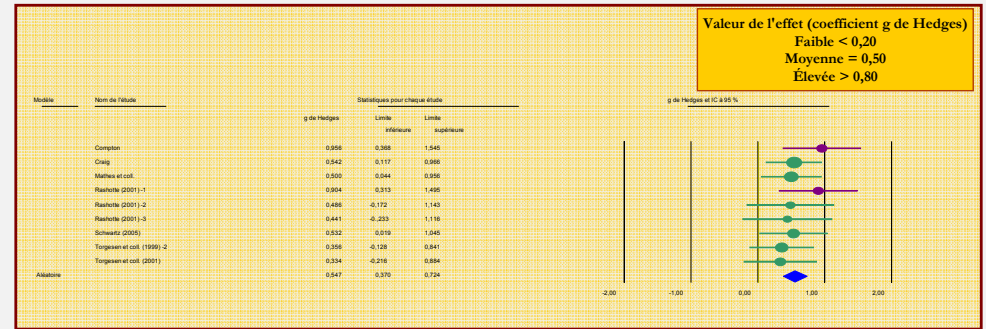 Valeur de l'effet (coefficient g de Hedges)
Faible < 0,20
Moyenne = 0,50
Élevée > 0,80
Modèle Nom de l'étude Statistiques pour chaque étude g de Hedges et IC à 95 %
g de Hedges Limite Limite
inférieure supérieure
Compton 0,956 0,368 1,545
Craig 0,542 0,117 0,966
Mathes et coll. 0,500 0,044 0,956
Rashotte (2001) -1 0,904 0,313 1,495
Rashotte (2001) -2 0,486 -0,172 1,143
Rashotte (2001) -3 0,441 -0,.233 1,116
Schwartz (2005) 0,532 0,019 1,045
Torgesen et coll. (1999) -2 0,356 -0,128 0,841
Torgesen et coll. (2001) 0,334 -0,216 0,884
Aléatoire 0,547 0,370 0,724
-2,00 -1,00 0,00 1,00 2,00